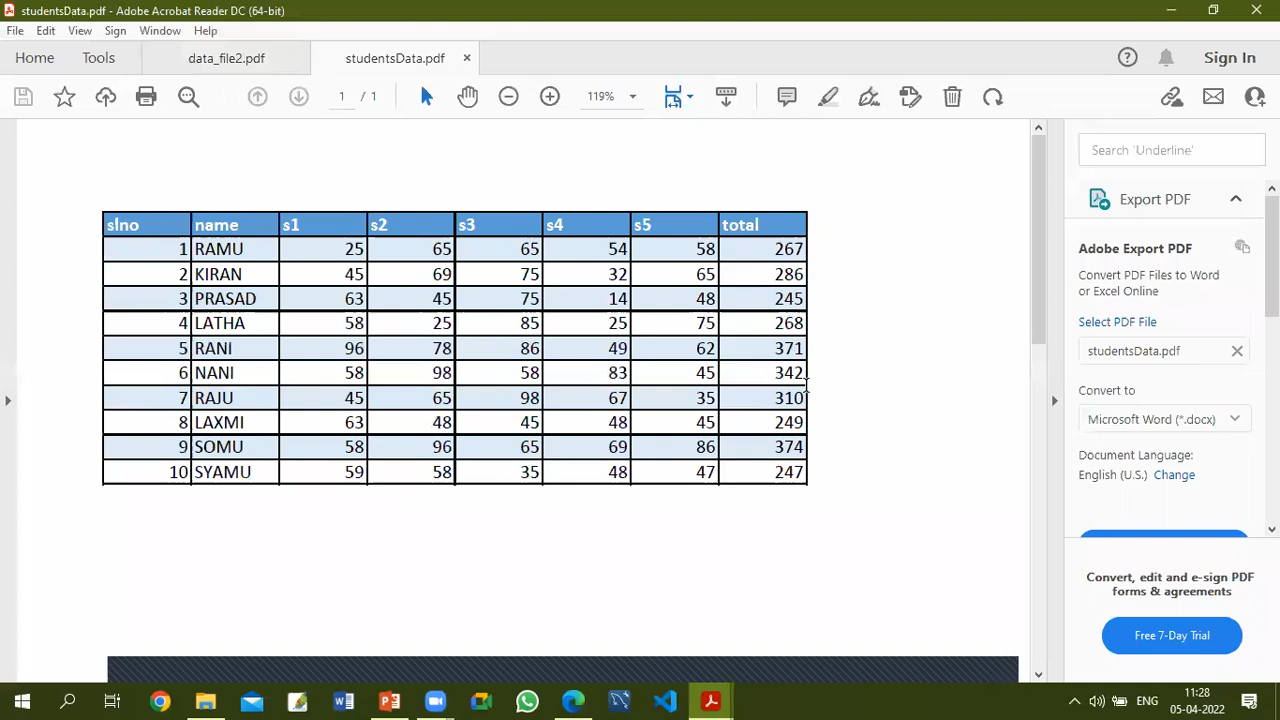 studentsData.pdf - Adobe Acrobat Reader DC (64-bit)
File Edit View Sign Window Help
Home Tools data_file2.pdf studentsData.pdf × Sign In
1 / 1 119%
Search 'Underline'
Export PDF
Adobe Export PDF
Convert PDF Files to Word
or Excel Online
Select PDF File
studentsData.pdf
Convert to
Microsoft Word (*.docx)
Document Language:
English (U.S.) Change
Convert, edit and e-sign PDF
forms & agreements
Free 7-Day Trial
slno name s1 s2 s3 s4 s5 total
1 RAMU 25 65 65 54 58 267
2 KIRAN 45 69 75 32 65 286
3 PRASAD 63 45 75 14 48 245
4 LATHA 58 25 85 25 75 268
5 RANI 96 78 86 49 62 371
6 NANI 58 98 58 83 45 342
7 RAJU 45 65 98 67 35 310
8 LAXMI 63 48 45 48 45 249
9 SOMU 58 96 65 69 86 374
10 SYAMU 59 58 35 48 47 247
ENG 11:28
05-04-2022